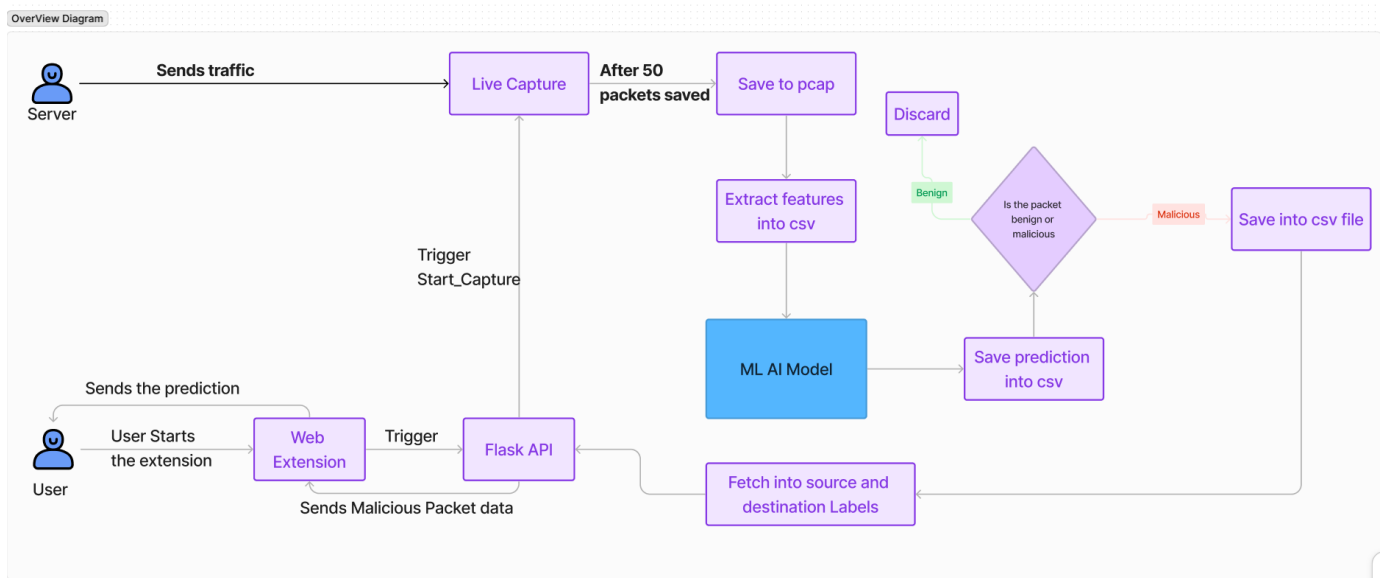 OverView Diagram
Sends traffic
Server
Live Capture
After 50
packets saved
Save to pcap
Discard
Extract features
into csv
Benign
Is the packet
benign or
malicious
Malicious
Save into csv file
Trigger
Start_Capture
ML AI Model
Save prediction
into csv
Sends the prediction
User Starts
the extension
User
Web
Extension
Trigger
Flask API
Sends Malicious Packet data
Fetch into source and
destination Labels